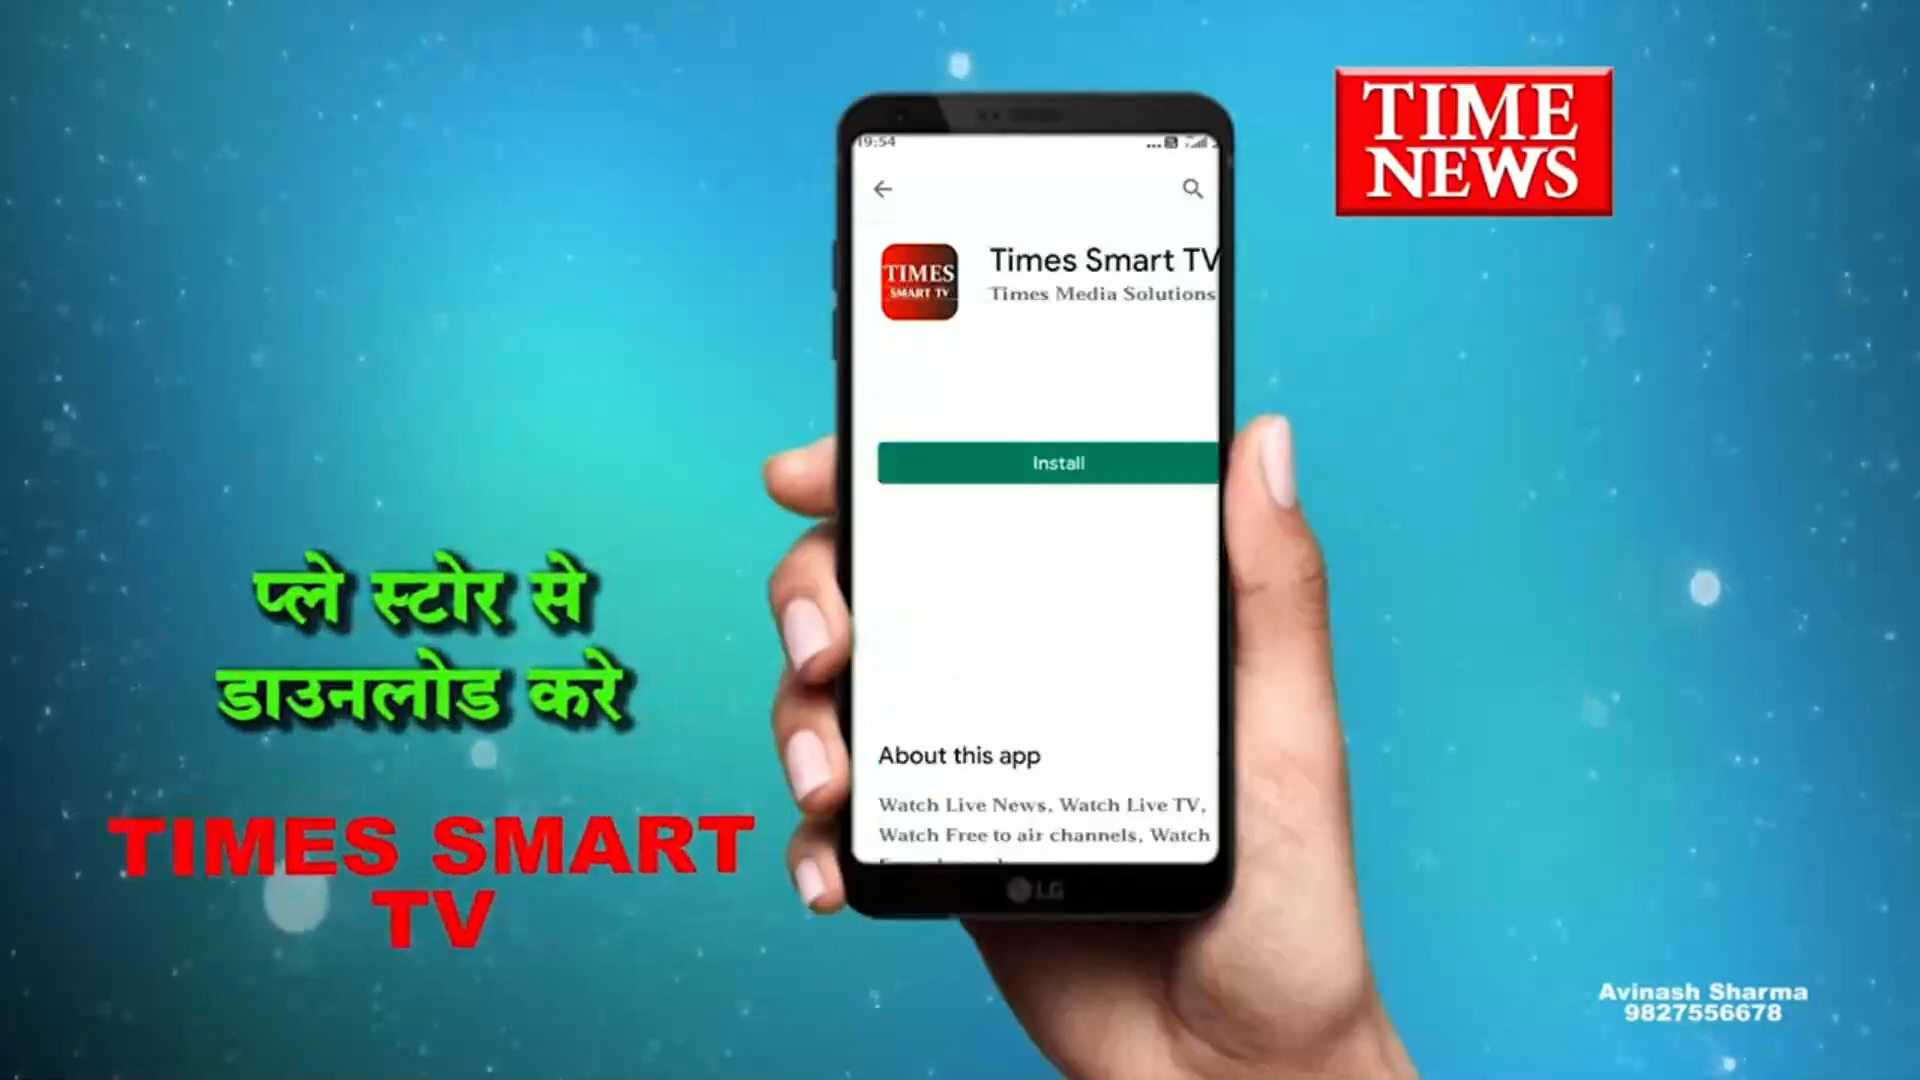 TIME
NEWS
19:54
TIMES
SMART TV
Times Smart TV
Times Media Solutions
Install
About this app
Watch Live News, Watch Live TV,
Watch Free to air channels, Watch
LG
प्ले स्टोर से
डाउनलोड करे
TIMES SMART
TV
Avinash Sharma
9827556678